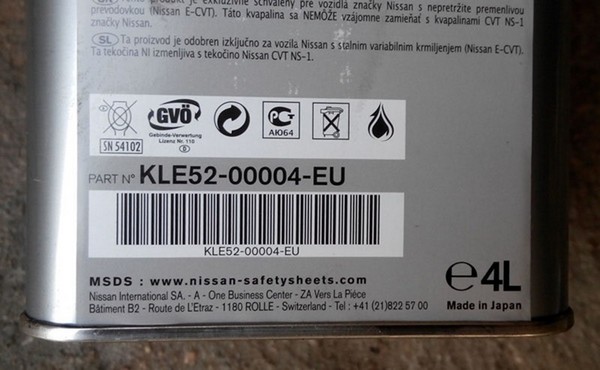 SK Tento produkt je exkluzívne schválený pre vozidlá značky Nissan s nepretržite premenlivou
prevodovkou (Nissan E-CVT). Táto kvapalina sa NEMÔŽE vzájomne zamieňať s kvapalinami CVT NS-1
značky Nissan.
SL Ta proizvod je odobren izključno za vozila Nissan s stalnim variabilnim krmiljenjem (Nissan E-CVT).
Ta tekočina NI izmenljiva s tekočino Nissan CVT NS-1.
SN 54102
GVÖ
Gebinde-Verwertung
Lizenz Nr. 110
D
PC
АЮ64
PART N° KLE52-00004-EU
KLE52-00004-EU
MSDS : www.nissan-safetysheets.com
Nissan International SA. - A - One Business Center - ZA Vers La Pièce
Bâtiment B2 - Route de L'Etraz - 1180 ROLLE - Switzerland - Tel : +41 (21)822 57 00
℮4L
Made in Japan